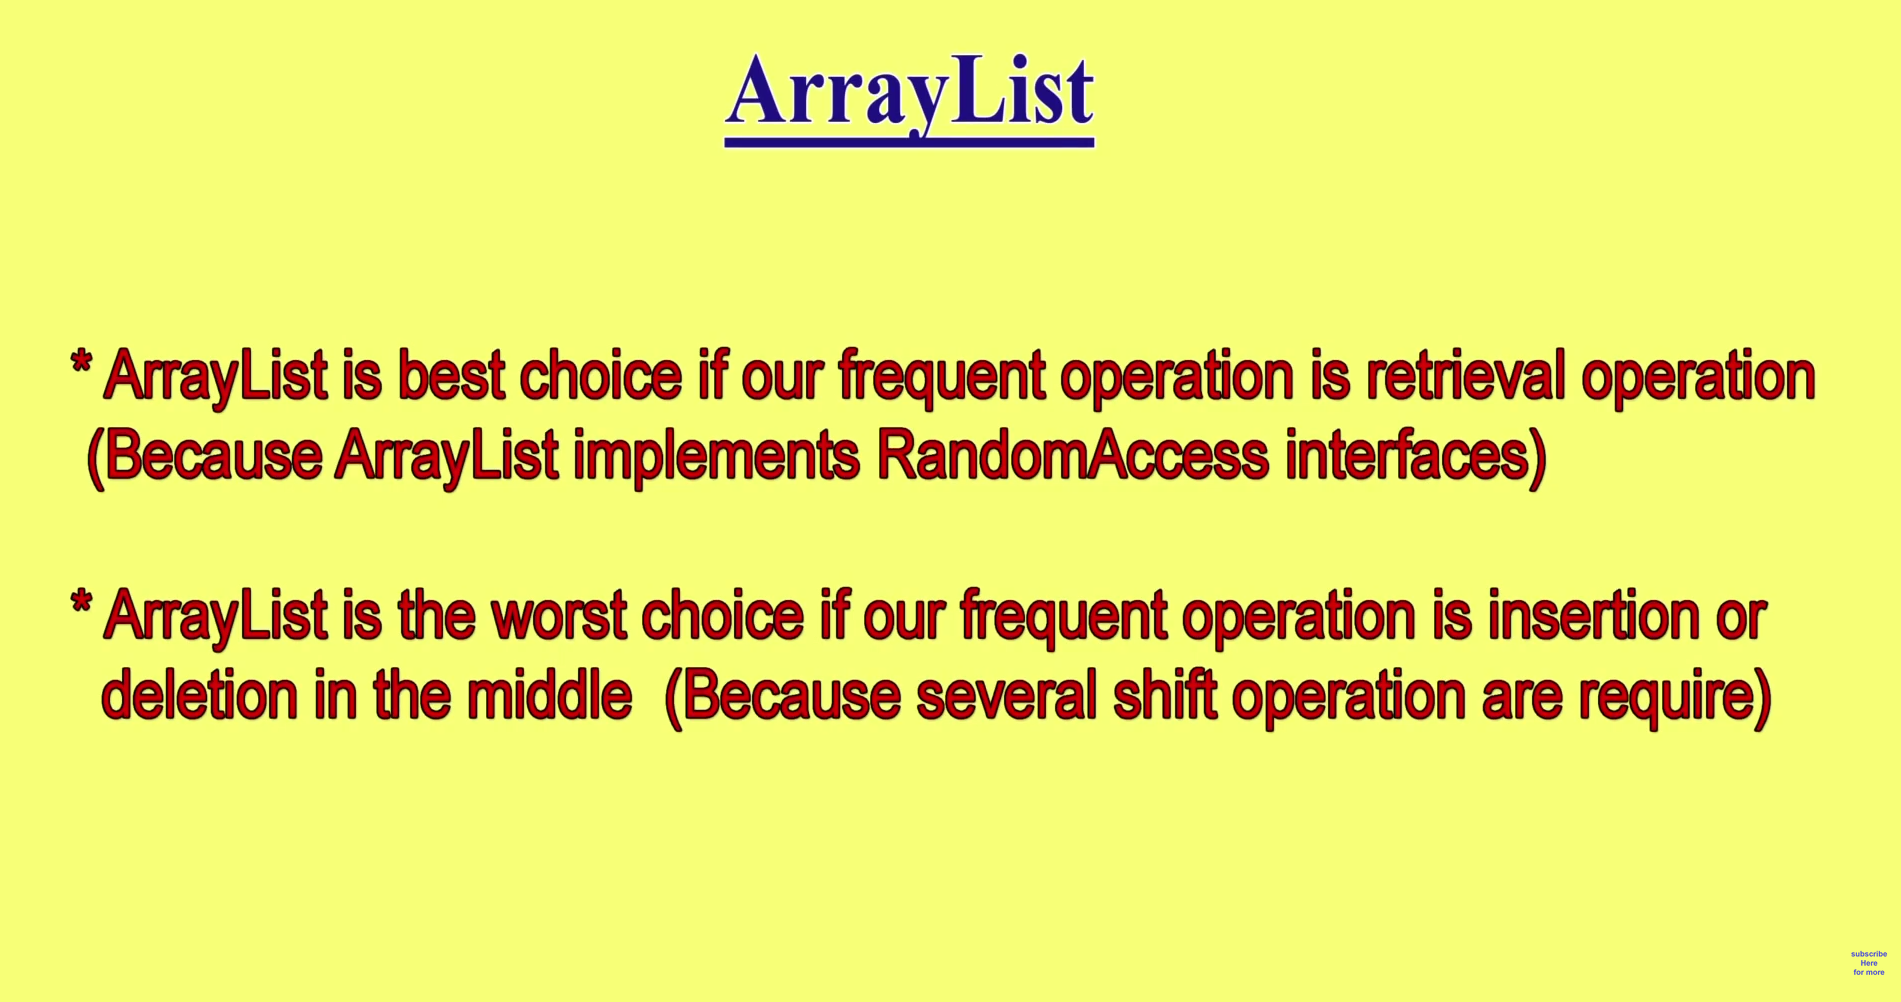 ArrayList
* ArrayList is best choice if our frequent operation is retrieval operation
(Because ArrayList implements RandomAccess interfaces)
* ArrayList is the worst choice if our frequent operation is insertion or
deletion in the middle (Because several shift operation are require)
subscribe
Here
for more